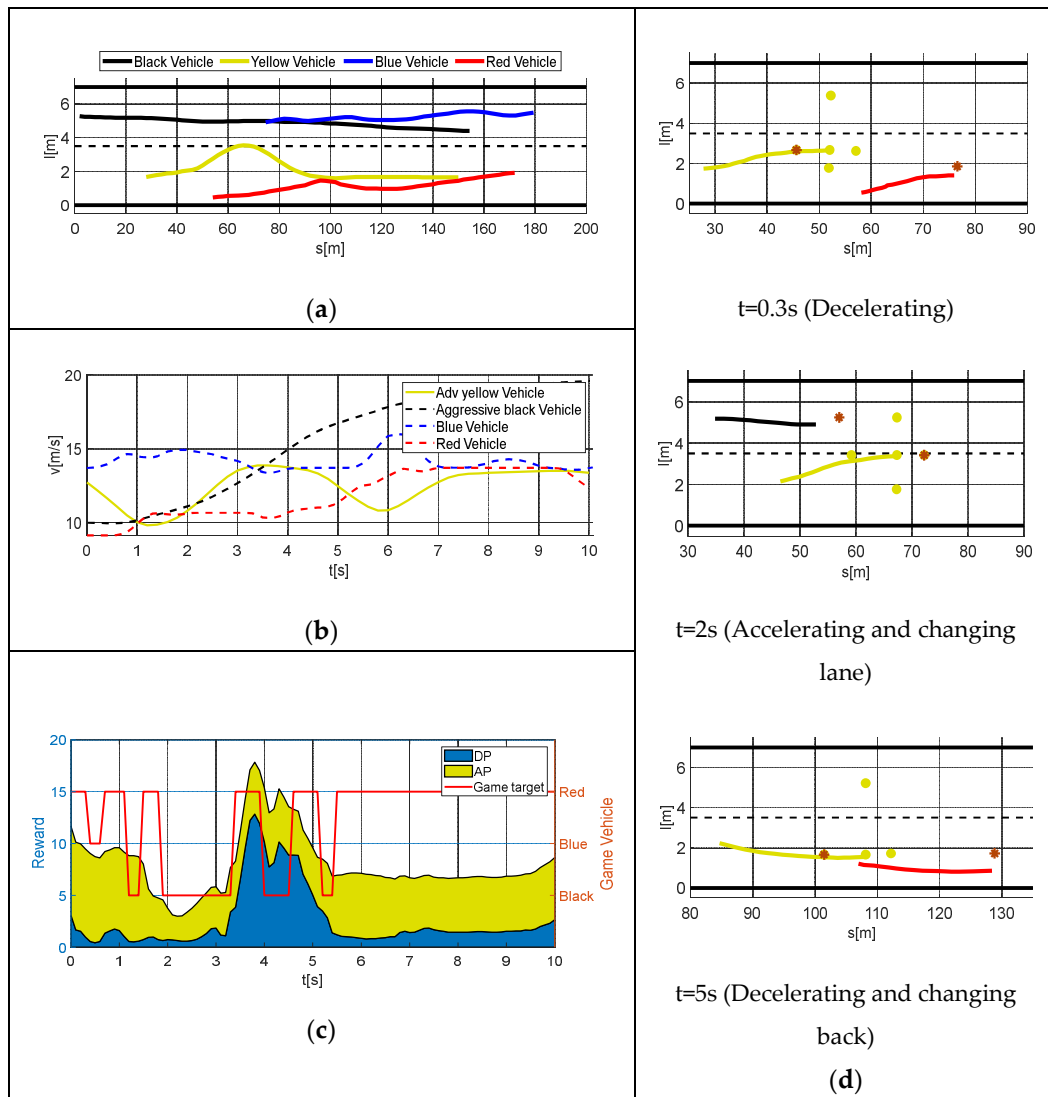 Black Vehicle Yellow Vehicle Blue Vehicle Red Vehicle
6
4
2
0
l[m]
0 20 40 60 80 100 120 140 160 180 200
s[m]
(a)
20
15
10
v[m/s]
Adv yellow Vehicle
Aggressive black Vehicle
Blue Vehicle
Red Vehicle
0 1 2 3 4 5 6 7 8 9 10
t[s]
(b)
20
15
10
5
0
Reward
DP
AP
Game target
Red
Blue
Black
Game Vehicle
0 1 2 3 4 5 6 7 8 9 10
t[s]
(c)
6
4
2
0
l[m]
30 40 50 60 70 80 90
s[m]
t=0.3s (Decelerating)
6
4
2
0
l[m]
30 40 50 60 70 80 90
s[m]
t=2s (Accelerating and changing
lane)
6
4
2
0
l[m]
80 90 100 110 120 130
s[m]
t=5s (Decelerating and changing
back)
(d)